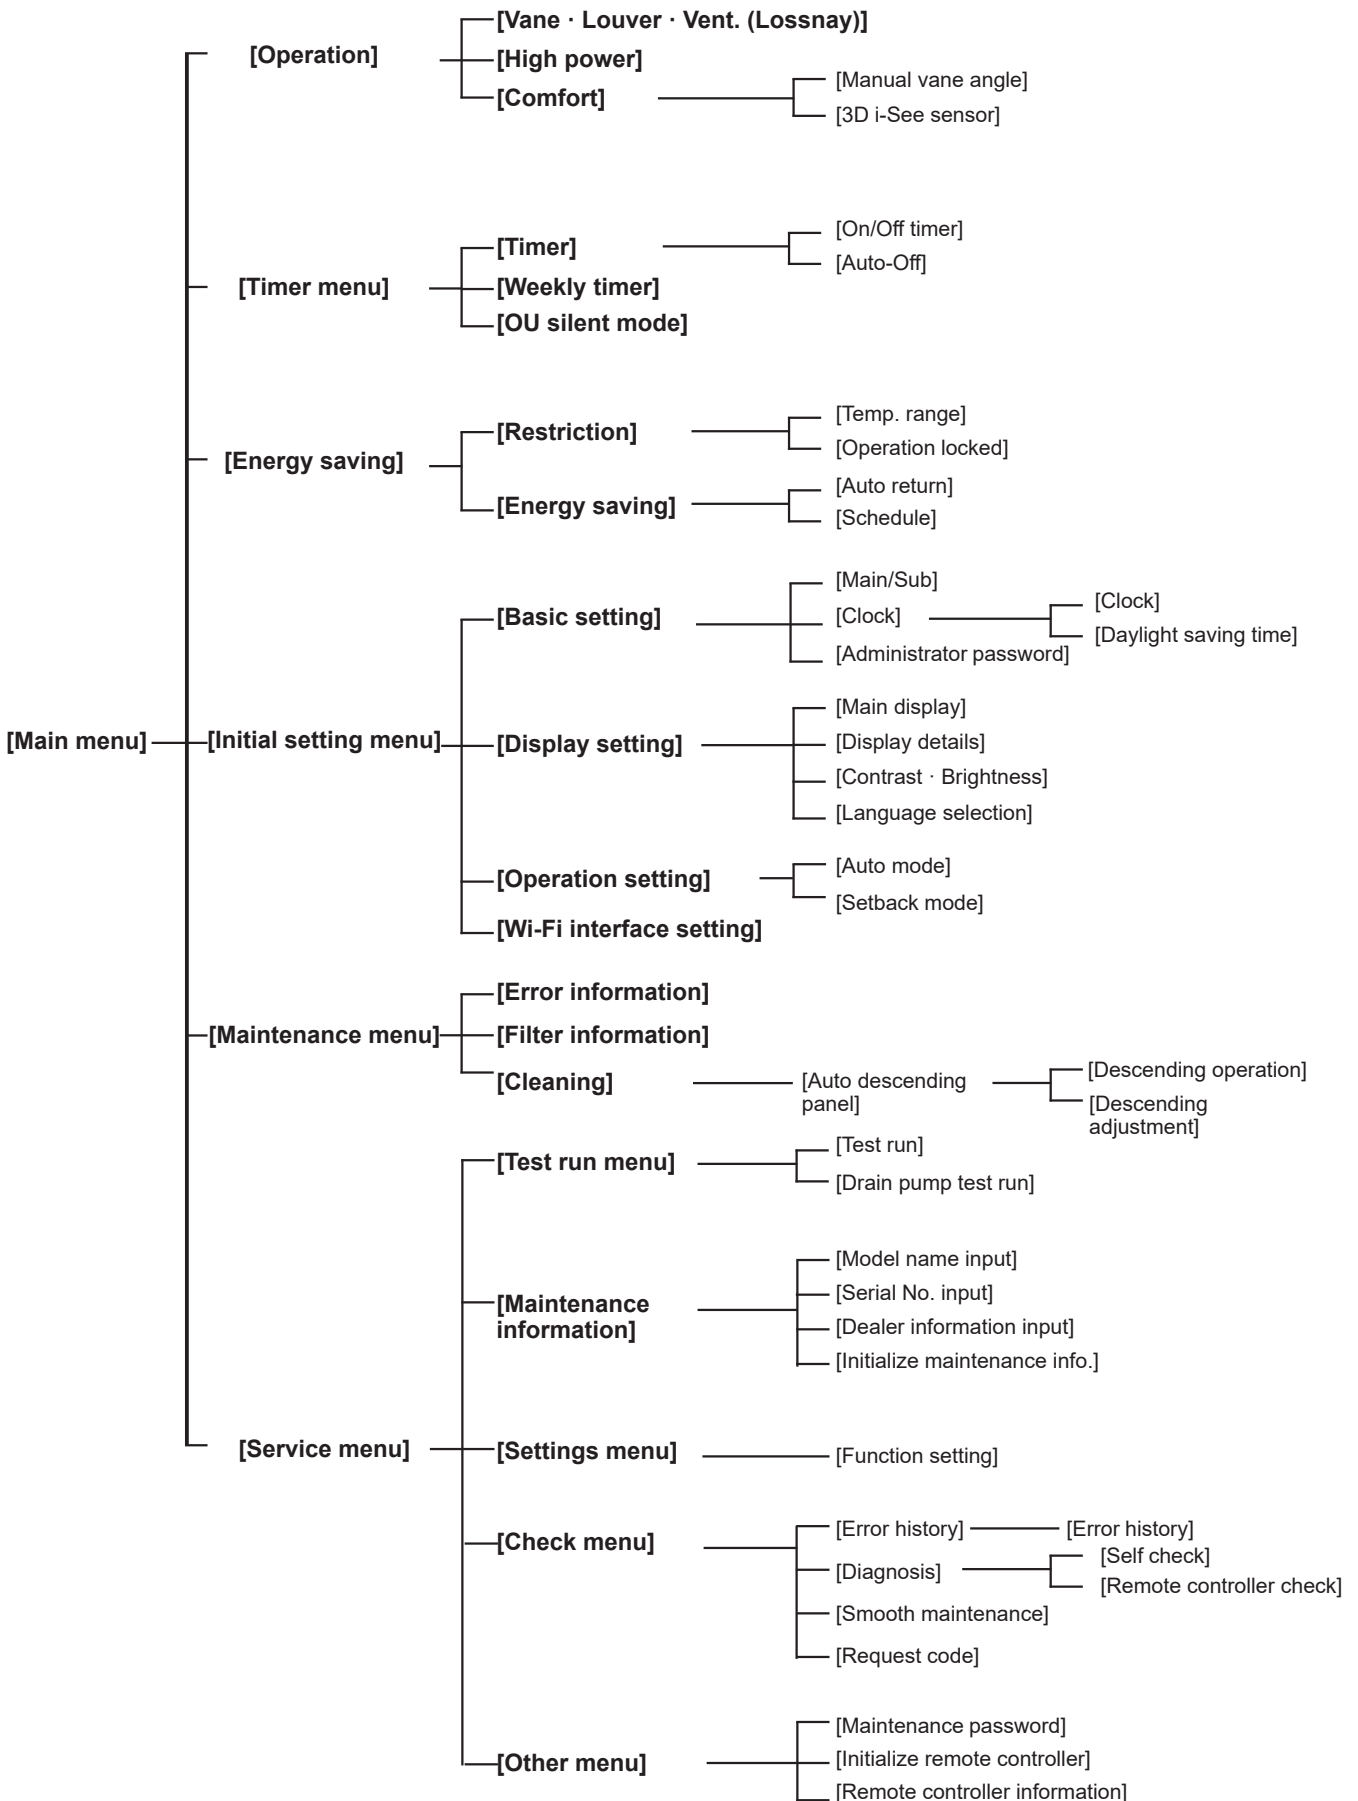 [Main menu]
[Operation]
[Vane · Louver · Vent. (Lossnay)]
[High power]
[Comfort]
[Manual vane angle]
[3D i-See sensor]
[Timer menu]
[Timer]
[On/Off timer]
[Auto-Off]
[Weekly timer]
[OU silent mode]
[Energy saving]
[Restriction]
[Temp. range]
[Operation locked]
[Energy saving]
[Auto return]
[Schedule]
[Initial setting menu]
[Basic setting]
[Main/Sub]
[Clock]
[Clock]
[Daylight saving time]
[Administrator password]
[Display setting]
[Main display]
[Display details]
[Contrast · Brightness]
[Language selection]
[Operation setting]
[Auto mode]
[Setback mode]
[Wi-Fi interface setting]
[Maintenance menu]
[Error information]
[Filter information]
[Cleaning]
[Auto descending
panel]
[Descending operation]
[Descending
adjustment]
[Service menu]
[Test run menu]
[Test run]
[Drain pump test run]
[Maintenance
information]
[Model name input]
[Serial No. input]
[Dealer information input]
[Initialize maintenance info.]
[Settings menu]
[Function setting]
[Check menu]
[Error history]
[Error history]
[Diagnosis]
[Self check]
[Remote controller check]
[Smooth maintenance]
[Request code]
[Other menu]
[Maintenance password]
[Initialize remote controller]
[Remote controller information]